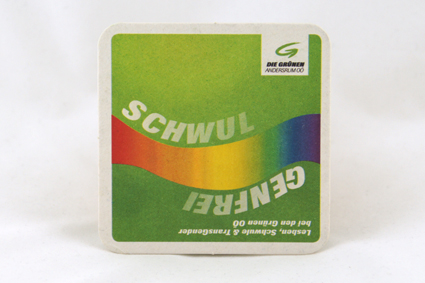 DIE GRÜNEN
ANDERSRUM OÖ
SCHWUL
GENFREI
Lesben, Schwule & TransGender
bei den Grünen OÖ